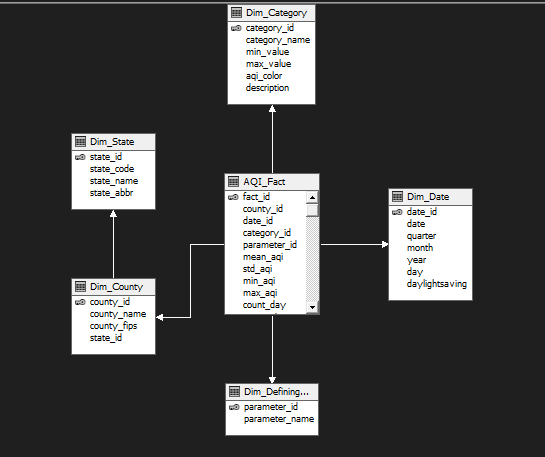 Dim_Category
category_id
category_name
min_value
max_value
aqi_color
description
Dim_State
state_id
state_code
state_name
state_abbr
AQI_Fact
fact_id
county_id
date_id
category_id
parameter_id
mean_aqi
std_aqi
min_aqi
max_aqi
count_day
Dim_Date
date_id
date
quarter
month
year
day
daylightsaving
Dim_County
county_id
county_name
county_fips
state_id
Dim_Defining...
parameter_id
parameter_name